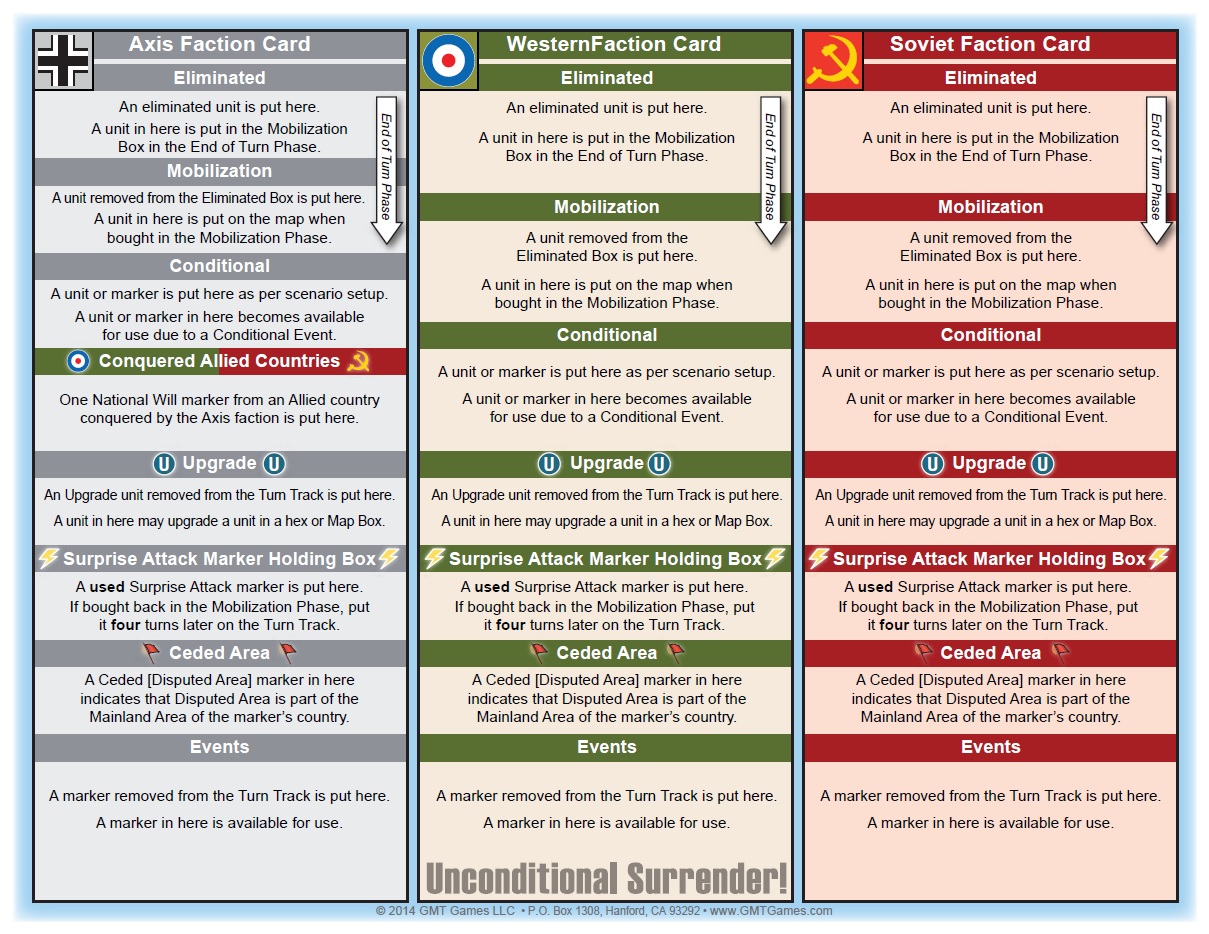 Axis Faction Card
Eliminated
An eliminated unit is put here.
A unit in here is put in the Mobilization
Box in the End of Turn Phase.
End of Turn Phase
Mobilization
A unit removed from the Eliminated Box is put here.
A unit in here is put on the map when
bought in the Mobilization Phase.
Conditional
A unit or marker is put here as per scenario setup.
A unit or marker in here becomes available
for use due to a Conditional Event.
Conquered Allied Countries
One National Will marker from an Allied country
conquered by the Axis faction is put here.
U Upgrade U
An Upgrade unit removed from the Turn Track is put here.
A unit in here may upgrade a unit in a hex or Map Box.
Surprise Attack Marker Holding Box
A used Surprise Attack marker is put here.
If bought back in the Mobilization Phase, put
it four turns later on the Turn Track.
Ceded Area
A Ceded [Disputed Area] marker in here
indicates that Disputed Area is part of the
Mainland Area of the marker's country.
Events
A marker removed from the Turn Track is put here.
A marker in here is available for use.
WesternFaction Card
Eliminated
An eliminated unit is put here.
A unit in here is put in the Mobilization
Box in the End of Turn Phase.
End of Turn Phase
Mobilization
A unit removed from the
Eliminated Box is put here.
A unit in here is put on the map when
bought in the Mobilization Phase.
Conditional
A unit or marker is put here as per scenario setup.
A unit or marker in here becomes available
for use due to a Conditional Event.
U Upgrade U
An Upgrade unit removed from the Turn Track is put here.
A unit in here may upgrade a unit in a hex or Map Box.
Surprise Attack Marker Holding Box
A used Surprise Attack marker is put here.
If bought back in the Mobilization Phase, put
it four turns later on the Turn Track.
Ceded Area
A Ceded [Disputed Area] marker in here
indicates that Disputed Area is part of the
Mainland Area of the marker's country.
Events
A marker removed from the Turn Track is put here.
A marker in here is available for use.
Unconditional Surrender!
Soviet Faction Card
Eliminated
An eliminated unit is put here.
A unit in here is put in the Mobilization
Box in the End of Turn Phase.
End of Turn Phase
Mobilization
A unit removed from the
Eliminated Box is put here.
A unit in here is put on the map when
bought in the Mobilization Phase.
Conditional
A unit or marker is put here as per scenario setup.
A unit or marker in here becomes available
for use due to a Conditional Event.
U Upgrade U
An Upgrade unit removed from the Turn Track is put here.
A unit in here may upgrade a unit in a hex or Map Box.
Surprise Attack Marker Holding Box
A used Surprise Attack marker is put here.
If bought back in the Mobilization Phase, put
it four turns later on the Turn Track.
Ceded Area
A Ceded [Disputed Area] marker in here
indicates that Disputed Area is part of the
Mainland Area of the marker's country.
Events
A marker removed from the Turn Track is put here.
A marker in here is available for use.
© 2014 GMT Games LLC • P.O. Box 1308, Hanford, CA 93292 • www.GMTGames.com